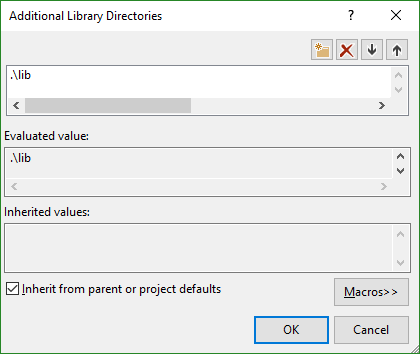 Additional Library Directories
.\lib
Evaluated value:
.\lib
Inherited values:
Inherit from parent or project defaults
Macros>>
OK
Cancel